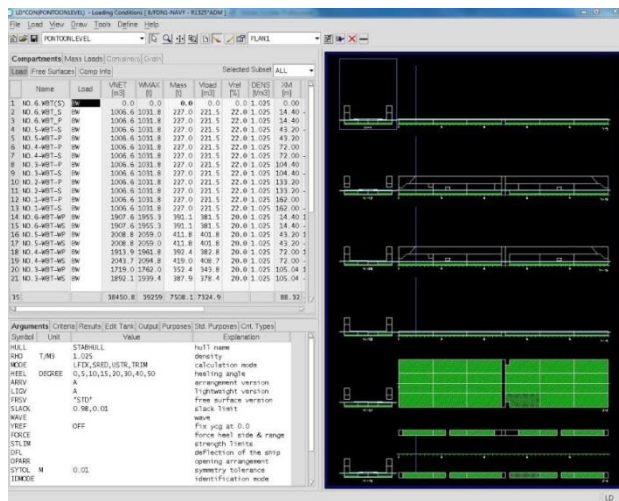 LD*CON(PONTOONLEVEL) - Loading Conditions [ B/FDN1-NAVY - R1325*ADM ]
File Load View Draw Tools Define Help
PONTOONLEVEL PLAN1
Compartments Mass Loads Containers Grain
Load Free Surfaces Comp Info Selected Subset ALL
Name Load VNET WMAX Mass Vload Vrel DENS XM
[m3] [t] [t] [m3] [%] [t/m3] [m]
1 NO.6.WBT(S) BW 0.0 0.0 0.0 0.0 0.0 1.025 0.00
2 NO.6-WBT_S BW 1006.6 1031.8 227.0 221.5 22.0 1.025 14.40
3 NO.6-WBT_P BW 1006.6 1031.8 227.0 221.5 22.0 1.025 14.40
4 NO.5-WBT-S BW 1006.6 1031.8 227.0 221.5 22.0 1.025 43.20
5 NO.5-WBT-P BW 1006.6 1031.8 227.0 221.5 22.0 1.025 43.20
6 NO.4-WBT-P BW 1006.6 1031.8 227.0 221.5 22.0 1.025 72.00
7 NO.4-WBT-S BW 1006.6 1031.8 227.0 221.5 22.0 1.025 72.00
8 NO.3-WBT-P BW 1006.6 1031.8 227.0 221.5 22.0 1.025 104.40
9 NO.3-WBT-S BW 1006.6 1031.8 227.0 221.5 22.0 1.025 104.40
10 NO.2-WBT-P BW 1006.6 1031.8 227.0 221.5 22.0 1.025 133.20
11 NO.2-WBT-S BW 1006.6 1031.8 227.0 221.5 22.0 1.025 133.20
12 NO.1-WBT-P BW 1006.6 1031.8 227.0 221.5 22.0 1.025 162.00
13 NO.1-WBT-S BW 1006.6 1031.8 227.0 221.5 22.0 1.025 162.00
14 NO.6-WBT-WP BW 1907.6 1955.3 391.1 381.5 20.0 1.025 14.40
15 NO.6-WBT-WS BW 1907.6 1955.3 391.1 381.5 20.0 1.025 14.40
16 NO.5-WBT-WP BW 2008.8 2059.0 411.8 401.8 20.0 1.025 43.20
17 NO.5-WBT-WS BW 2008.8 2059.0 411.8 401.8 20.0 1.025 43.20
18 NO.4-WBT-WP BW 1913.9 1961.8 392.4 382.8 20.0 1.025 72.00
19 NO.4-WBT-WS BW 2043.7 2094.8 419.0 408.7 20.0 1.025 72.00
20 NO.3-WBT-WP BW 1719.0 1762.0 352.4 343.8 20.0 1.025 105.04
21 NO.3-WBT-WS BW 1892.1 1939.4 387.9 378.4 20.0 1.025 105.04
35 38450.8 39259 7508.1 7324.9 88.32
Arguments Criteria Results Edit Tank Output Purposes Std. Purposes Crit. Types
Symbol Unit Value Explanation
HULL STABHULL hull name
RHO T/M3 1.025 density
MODE LFIX,SRED,USTR,TRIM calculation mode
HEEL DEGREE 0,5,10,15,20,30,40,50 heeling angle
ARRV A arrangement version
LIGV A lightweight version
FRSV "STD" free surface version
SLACK 0.98,0.01 slack limit
WAVE wave
YREF OFF fix ycg at 0.0
FORCE force heel side & range
STLIM strength limits
DFL deflection of the ship
OPARR opening arrangement
SYTOL M 0.01 symmetry tolerance
IDMODE identification mode
LD